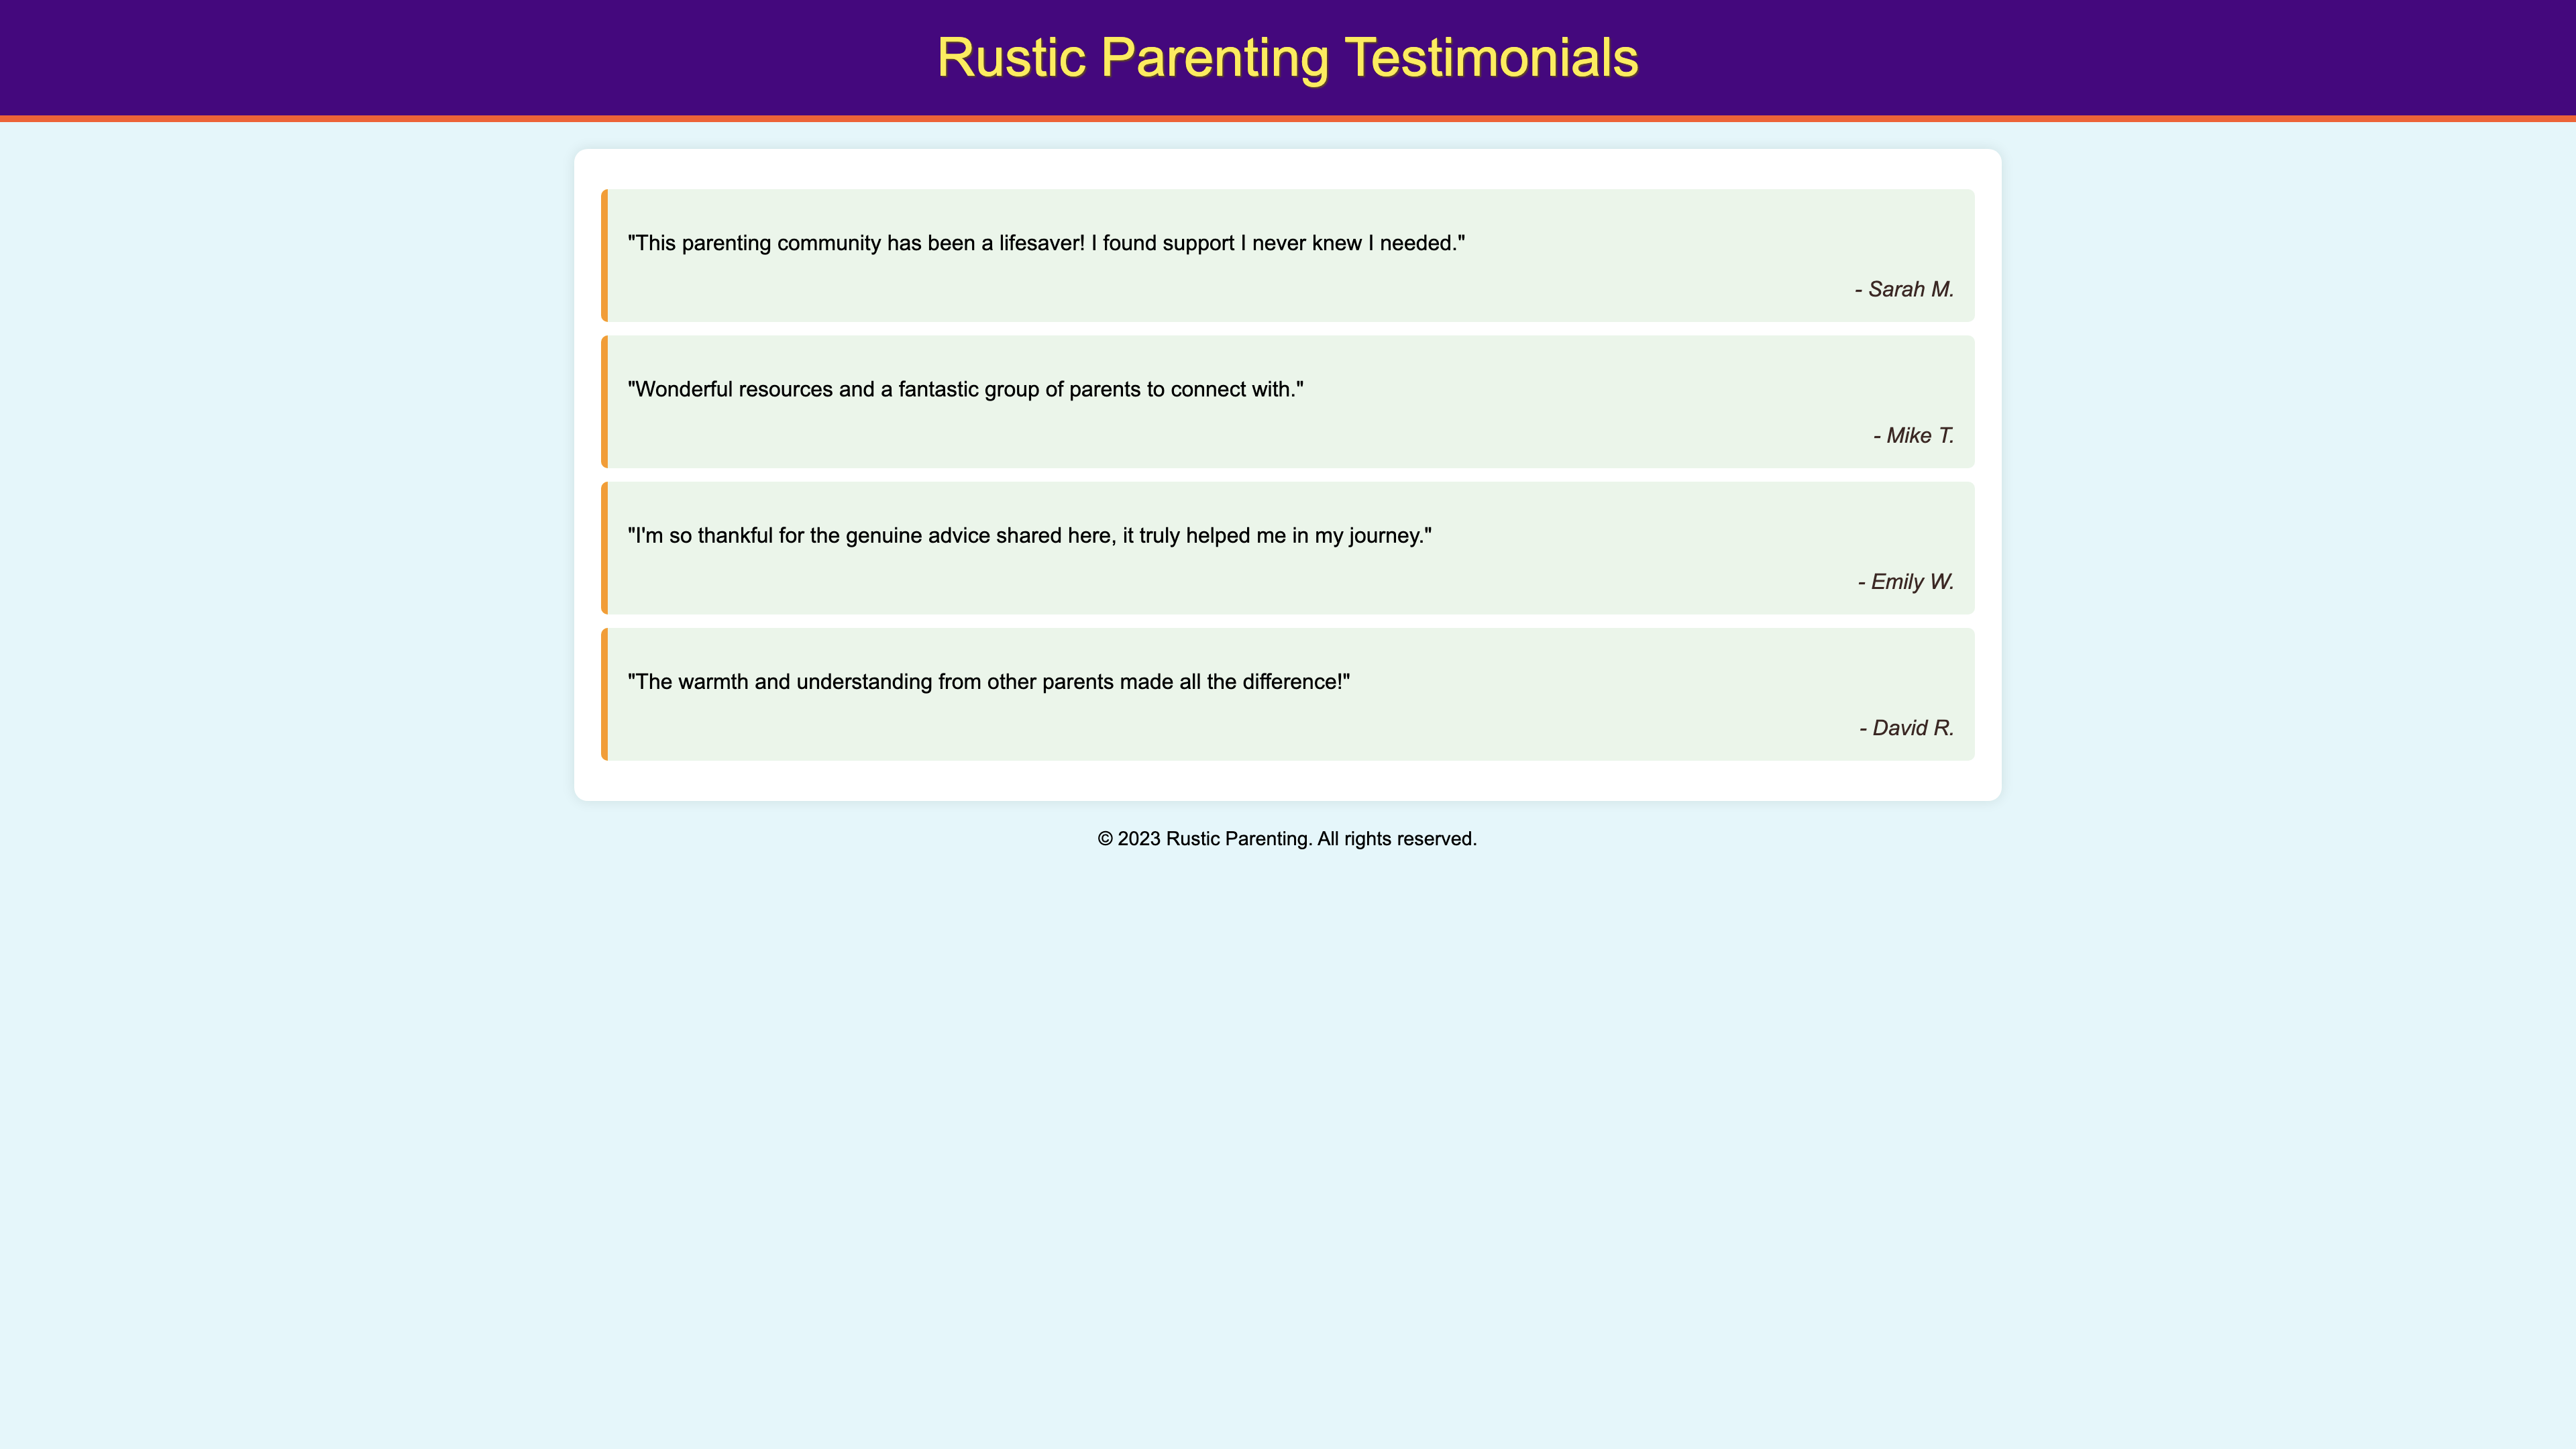 Rustic Parenting Testimonials
"This parenting community has been a lifesaver! I found support I never knew I needed."
- Sarah M.
"Wonderful resources and a fantastic group of parents to connect with."
- Mike T.
"I'm so thankful for the genuine advice shared here, it truly helped me in my journey."
- Emily W.
"The warmth and understanding from other parents made all the difference!"
- David R.
© 2023 Rustic Parenting. All rights reserved.